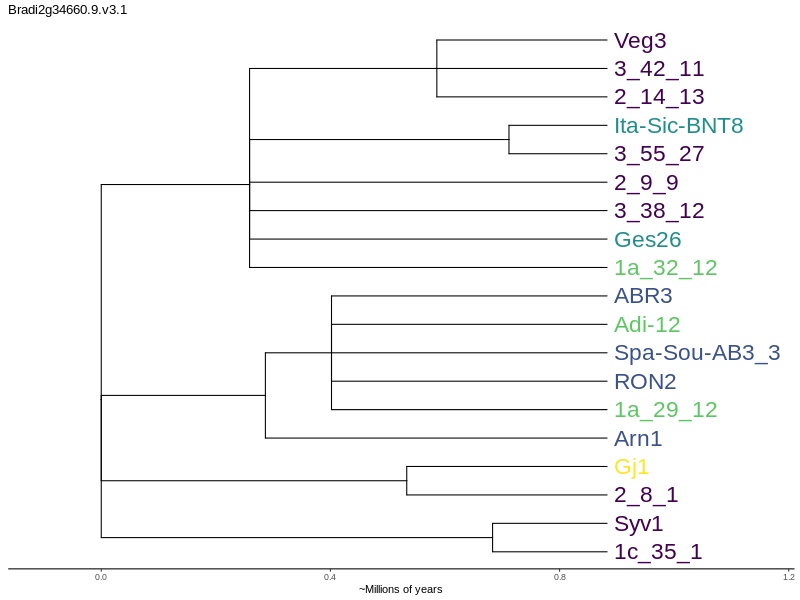 Bradi2g34660.9.v3.1
Veg3
3_42_11
2_14_13
Ita-Sic-BNT8
3_55_27
2_9_9
3_38_12
Ges26
1a_32_12
ABR3
Adi-12
Spa-Sou-AB3_3
RON2
1a_29_12
Arn1
Gj1
2_8_1
Syv1
1c_35_1
0.0 0.4 0.8 1.2
~Millions of years